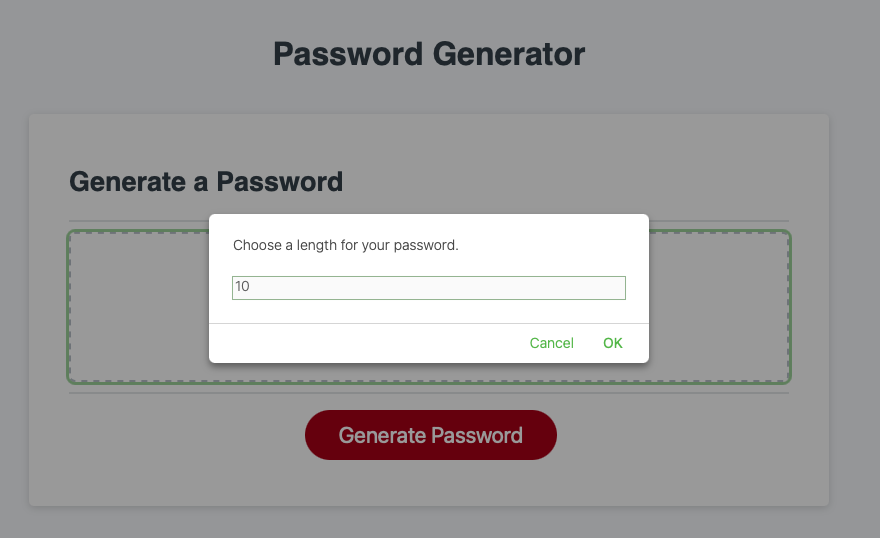 Password Generator
Generate a Password
Choose a length for your password.
10
Cancel OK
Generate Password